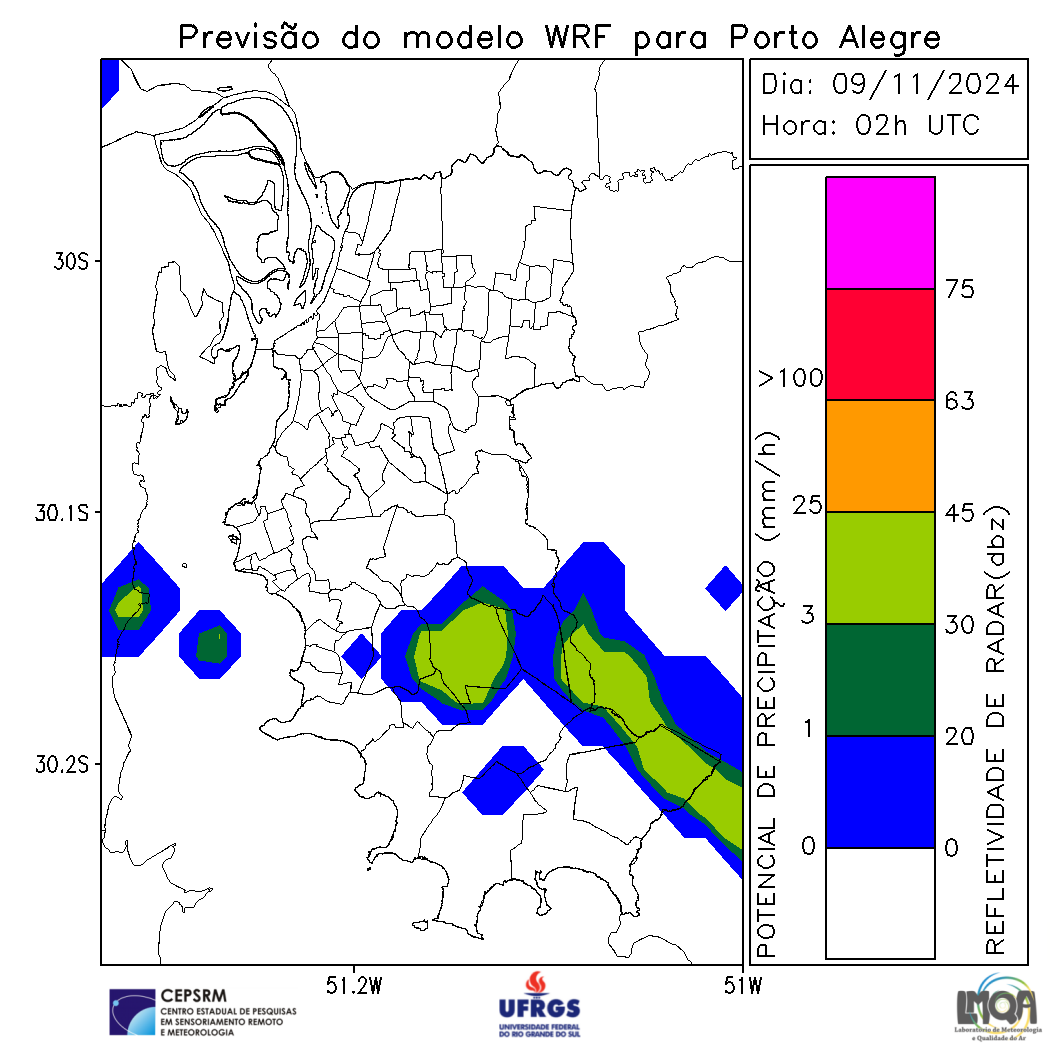 Previsão do modelo WRF para Porto Alegre
Dia: 09/11/2024
Hora: 02h UTC
30S
30.1S
30.2S
51.2W
51W
POTENCIAL DE PRECIPITAÇÃO (mm/h)
>100
25
3
1
0
75
63
45
30
20
0
REFLETIVIDADE DE RADAR(dbz)
CEPSRM
CENTRO ESTADUAL DE PESQUISAS
EM SENSORIAMENTO REMOTO
E METEOROLOGIA
UFRGS
UNIVERSIDADE FEDERAL
DO RIO GRANDE DO SUL
LMQA
Laboratório de Meteorologia
e Qualidade do Ar